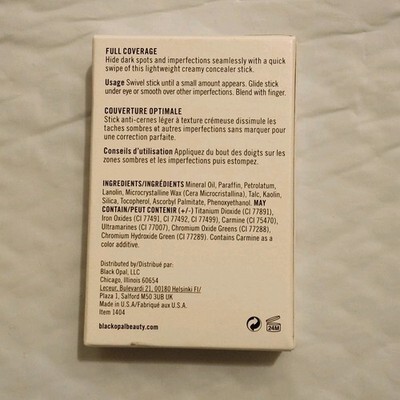 FULL COVERAGE
Hide dark spots and imperfections seamlessly with a quick
swipe of this lightweight creamy concealer stick.
Usage Swivel stick until a small amount appears. Glide stick
under eye or smooth over other imperfections. Blend with finger.
COUVERTURE OPTIMALE
Stick anti-cernes léger à texture crémeuse dissimule les
taches sombres et autres imperfections sans marquer pour
une correction parfaite.
Conseils d'utilisation Appliquez du bout des doigts sur les
zones sombres et les imperfections puis estompez.
INGREDIENTS/INGRÉDIENTS Mineral Oil, Paraffin, Petrolatum,
Lanolin, Microcrystalline Wax (Cera Microcristalina), Talc, Kaolin,
Silica, Tocopherol, Ascorbyl Palmitate, Phenoxyethanol. MAY
CONTAIN/PEUT CONTENIR (+/-) Titanium Dioxide (CI 77891),
Iron Oxides (CI 77491, CI 77492, CI 77499), Carmine (CI 75470),
Ultramarines (CI 77007), Chromium Oxide Greens (CI 77288),
Chromium Hydroxide Green (CI 77289). Contains Carmine as
a color additive.
Distributed by/Distribué par:
Black Opal, LLC
Chicago, Illinois 60654
Leceur, Bulevardi 21, 00180 Helsinki FI/
Plaza 1, Salford M50 3UB UK
Made in U.S.A/Fabriqué aux U.S.A.
Item 1404
blackopalbeauty.com
24M